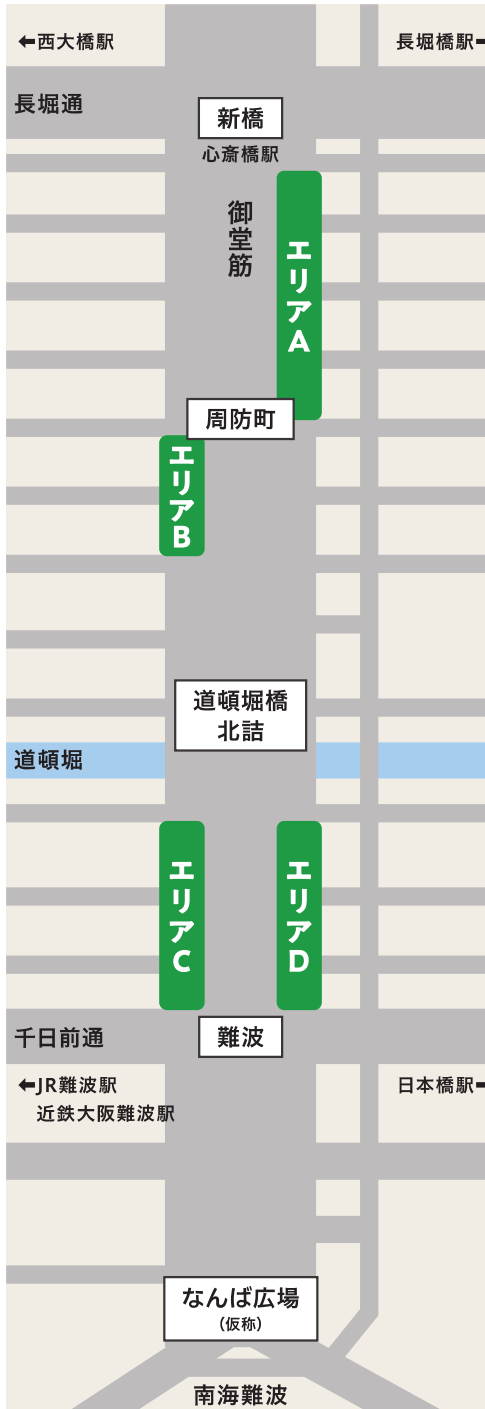 ←西大橋駅
長堀橋駅
長堀通
新橋
心斎橋駅
御堂筋
エリアA
周防町
エリアB
道頓堀橋
北詰
道頓堀
エリアC
エリアD
千日前通
難波
←JR難波駅
近鉄大阪難波駅
日本橋駅
なんば広場
（仮称）
南海難波